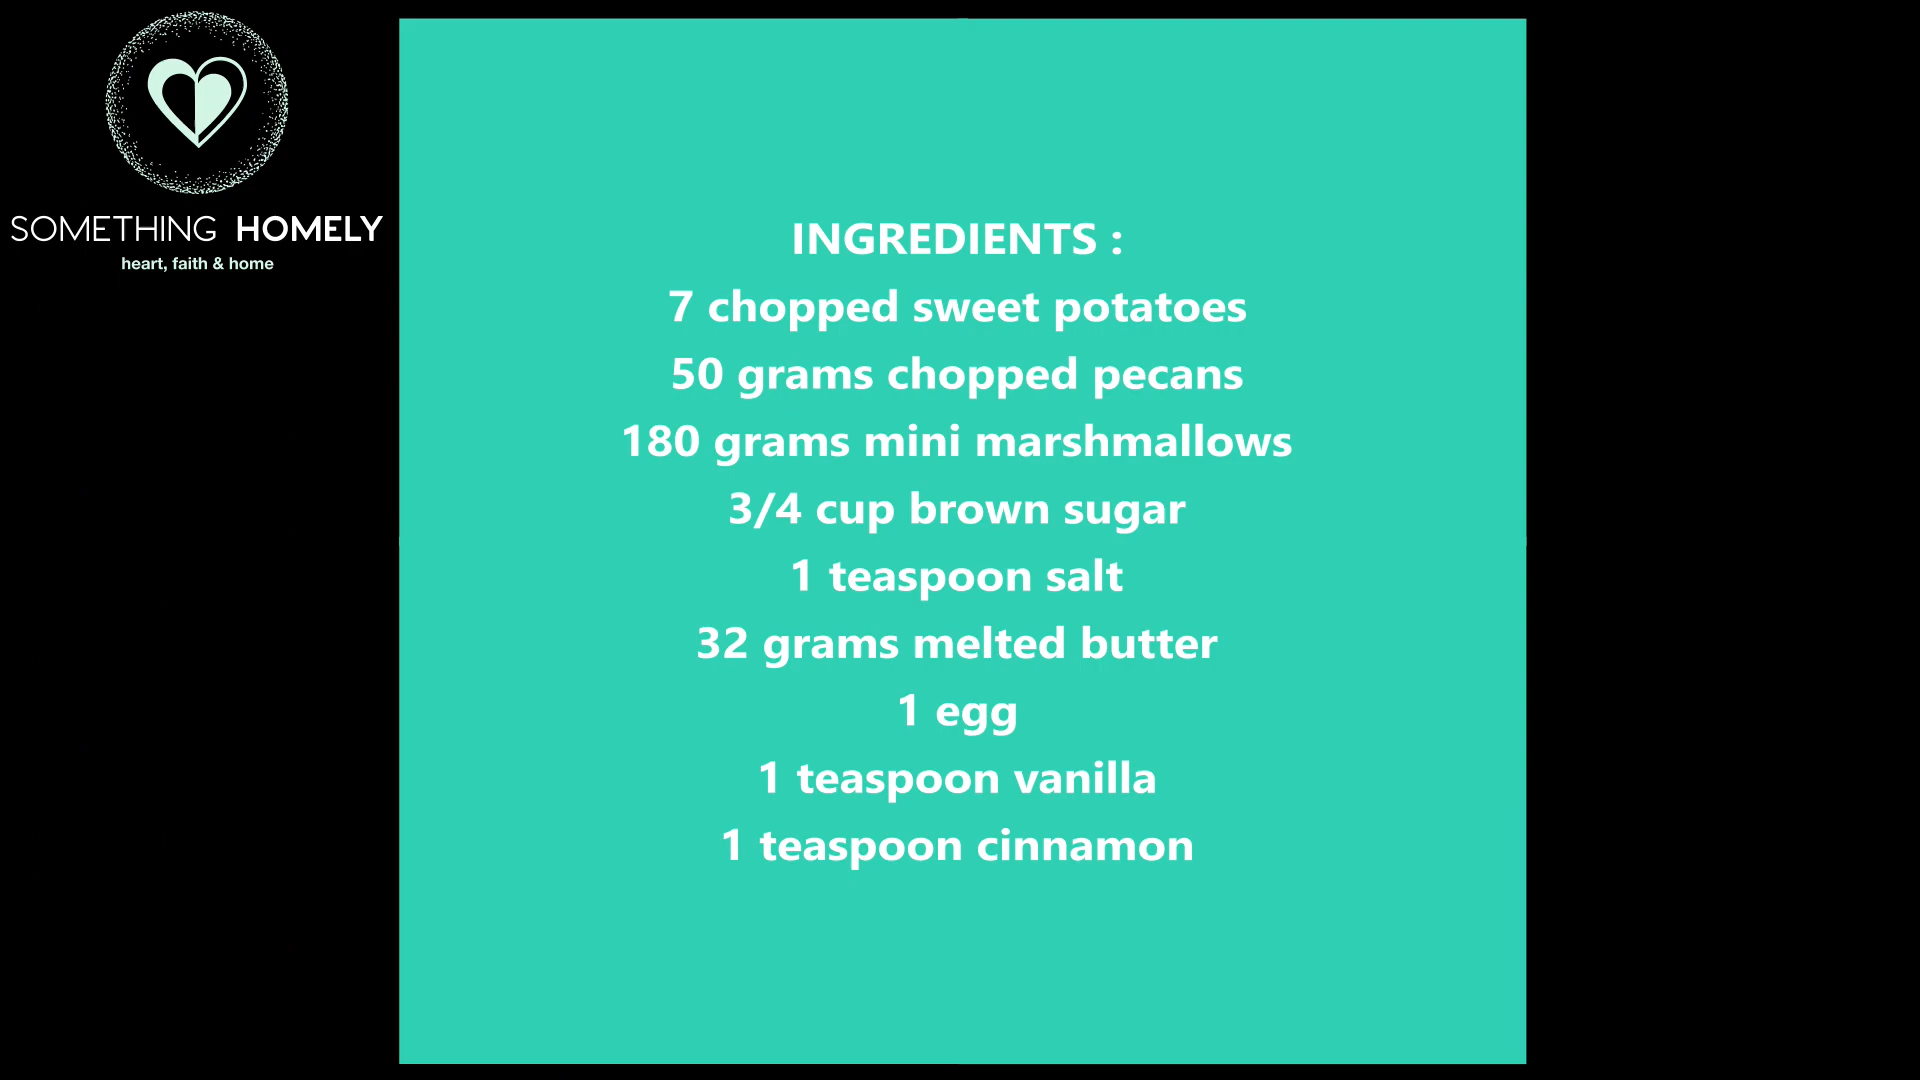 SOMETHING HOMELY
heart, faith & home
INGREDIENTS :
7 chopped sweet potatoes
50 grams chopped pecans
180 grams mini marshmallows
3/4 cup brown sugar
1 teaspoon salt
32 grams melted butter
1 egg
1 teaspoon vanilla
1 teaspoon cinnamon